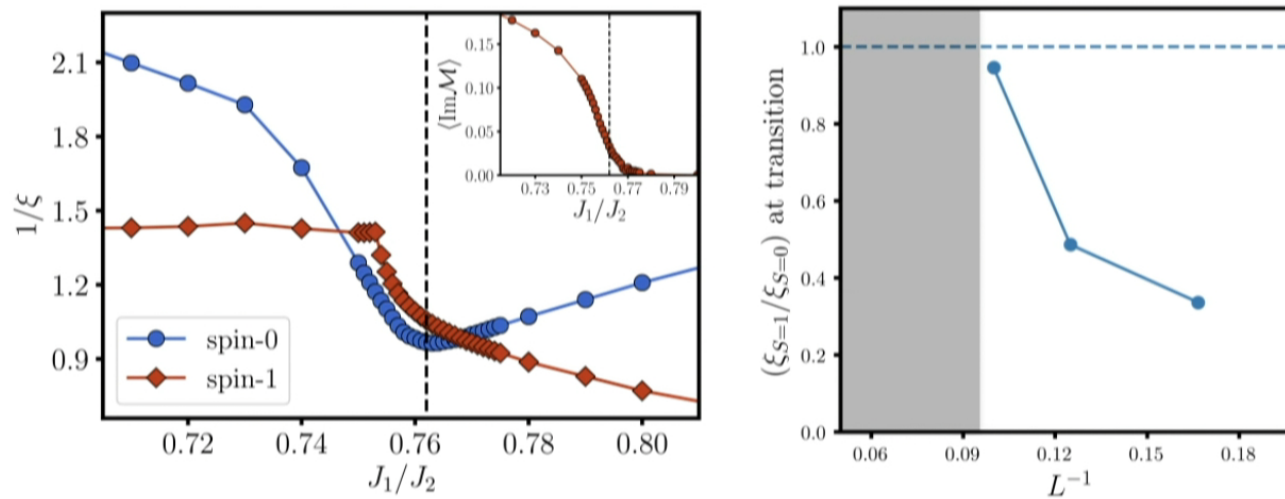 2.1
1.8
1.5
1.2
0.9
1/ξ
0.72 0.74 0.76 0.78 0.80
J₁/J₂
spin-0
spin-1
0.15
0.10
0.05
0.00
⟨Imℳ⟩
0.73 0.75 0.77 0.79
J₁/J₂
1.0
0.8
0.6
0.4
0.2
0.0
(ξ_{S=1}/ξ_{S=0}) at transition
0.06 0.09 0.12 0.15 0.18
L⁻¹